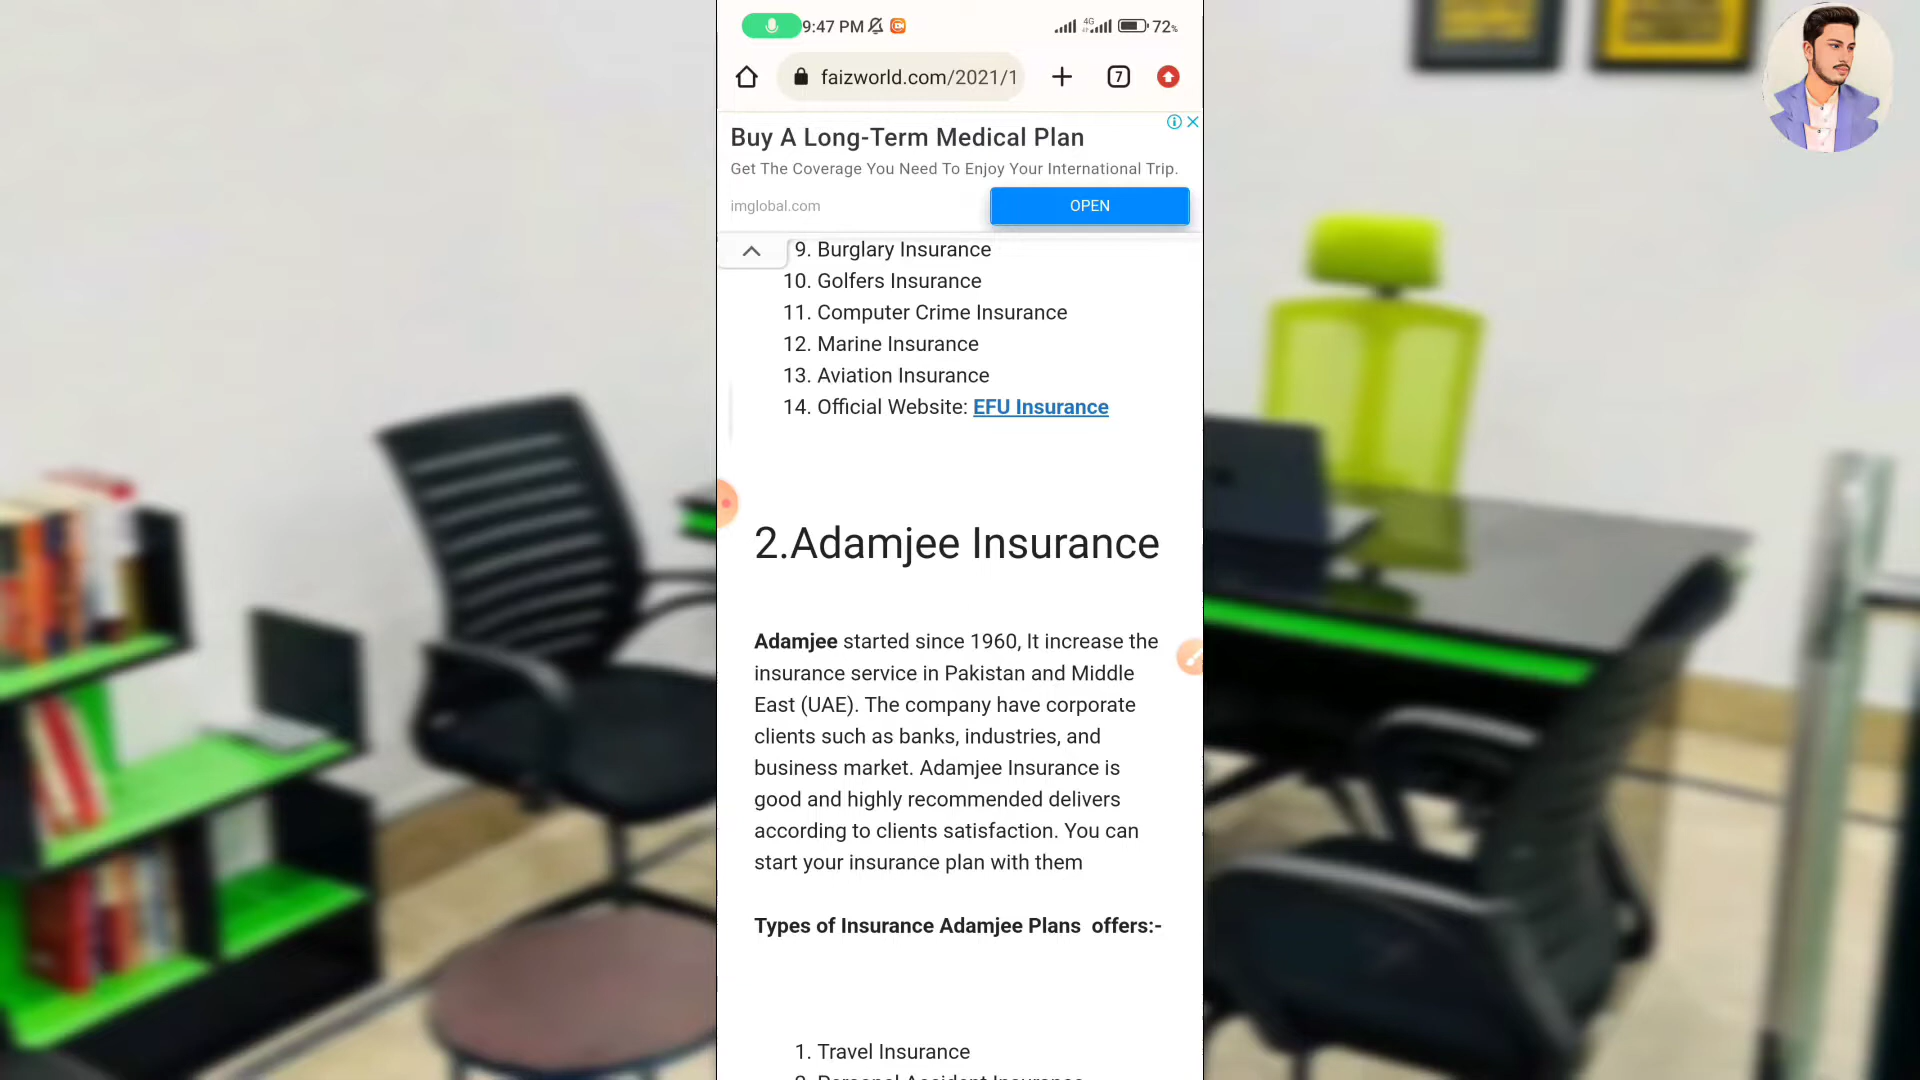 9:47 PM 4G 72%
faizworld.com/2021/1 7
Buy A Long-Term Medical Plan
Get The Coverage You Need To Enjoy Your International Trip.
imglobal.com OPEN
9. Burglary Insurance
10. Golfers Insurance
11. Computer Crime Insurance
12. Marine Insurance
13. Aviation Insurance
14. Official Website: EFU Insurance
2.Adamjee Insurance
Adamjee started since 1960, It increase the
insurance service in Pakistan and Middle
East (UAE). The company have corporate
clients such as banks, industries, and
business market. Adamjee Insurance is
good and highly recommended delivers
according to clients satisfaction. You can
start your insurance plan with them
Types of Insurance Adamjee Plans offers:-
1. Travel Insurance
2. Personal Accident Insurance